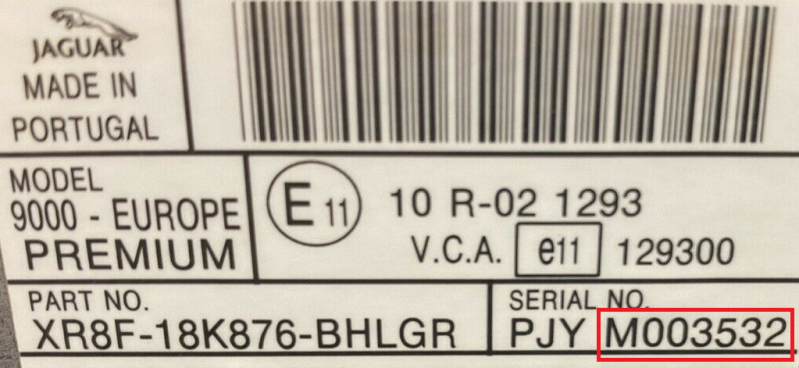 JAGUAR
MADE IN
PORTUGAL
MODEL
9000 - EUROPE
PREMIUM
E 11
10 R-02 1293
V.C.A. e11 129300
PART NO.
XR8F-18K876-BHLGR
SERIAL NO.
PJY M003532